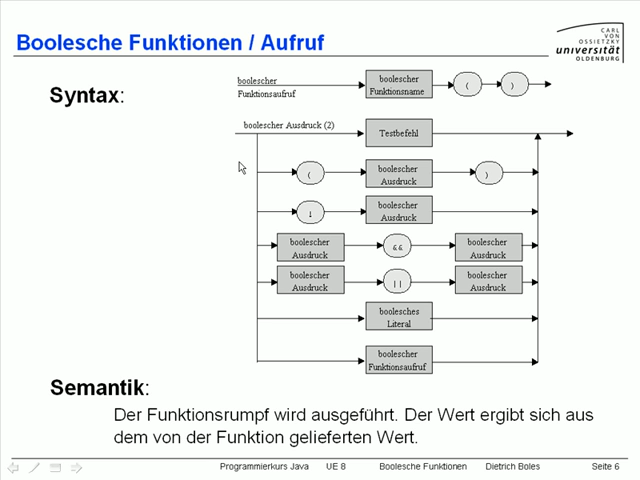 Boolesche Funktionen / Aufruf
CARL
VON
OSSIETZKY
universität
OLDENBURG
Syntax:
boolescher
Funktionsaufruf
boolescher
Funktionsname
(
)
boolescher Ausdruck (2)
Testbefehl
(
boolescher
Ausdruck
)
!
boolescher
Ausdruck
boolescher
Ausdruck
&&
boolescher
Ausdruck
boolescher
Ausdruck
||
boolescher
Ausdruck
boolesches
Literal
boolescher
Funktionsaufruf
Semantik:
Der Funktionsrumpf wird ausgeführt. Der Wert ergibt sich aus
dem von der Funktion gelieferten Wert.
Programmierkurs Java UE 8 Boolesche Funktionen Dietrich Boles Seite 6